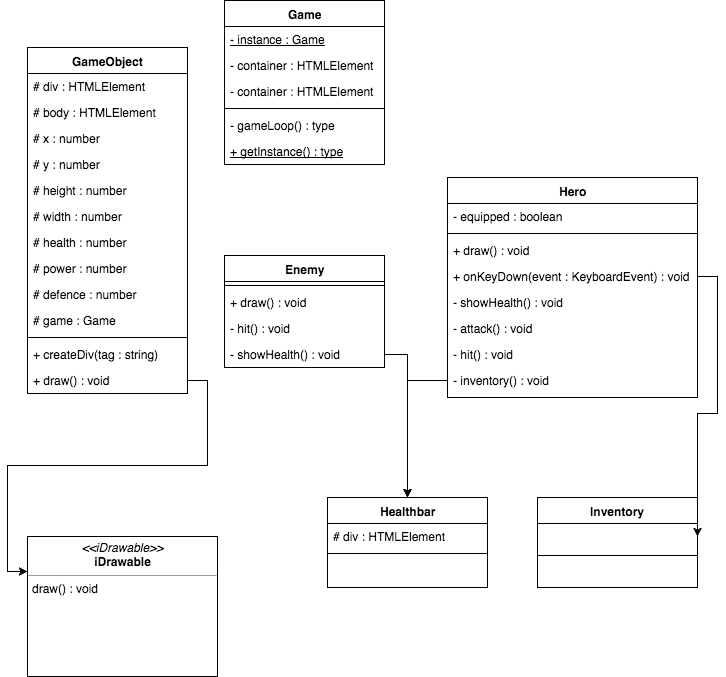 Game
- instance : Game
- container : HTMLElement
- container : HTMLElement
- gameLoop() : type
+ getInstance() : type
GameObject
# div : HTMLElement
# body : HTMLElement
# x : number
# y : number
# height : number
# width : number
# health : number
# power : number
# defence : number
# game : Game
+ createDiv(tag : string)
+ draw() : void
Hero
- equipped : boolean
+ draw() : void
+ onKeyDown(event : KeyboardEvent) : void
- showHealth() : void
- attack() : void
- hit() : void
- inventory() : void
Enemy
+ draw() : void
- hit() : void
- showHealth() : void
Healthbar
# div : HTMLElement
Inventory
<<iDrawable>>
iDrawable
draw() : void